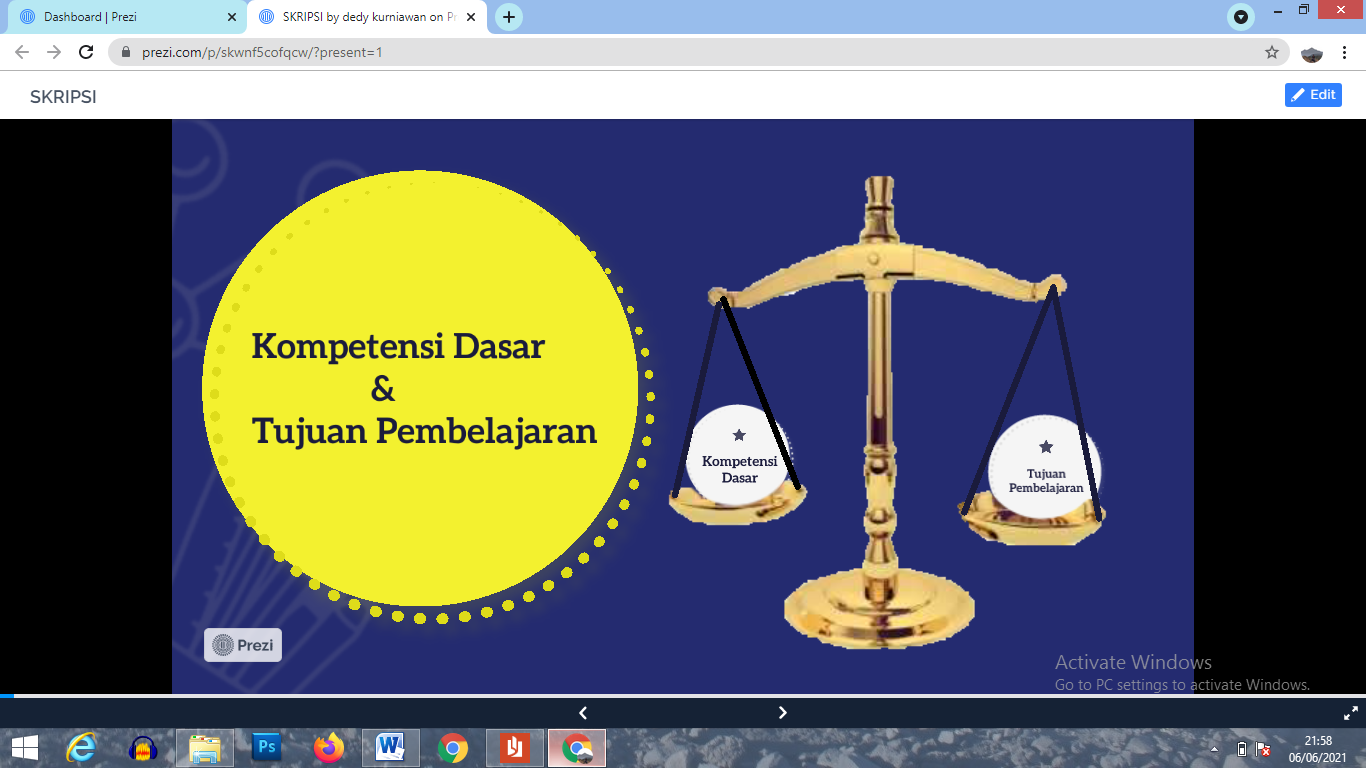 Dashboard | Prezi
SKRIPSI by dedy kurniawan on Pr
prezi.com/p/skwnf5cofqcw/?present=1
SKRIPSI
Edit
Kompetensi Dasar
&
Tujuan Pembelajaran
Kompetensi
Dasar
Tujuan
Pembelajaran
Prezi
Activate Windows
Go to PC settings to activate Windows.
Ps
21:58
06/06/2021